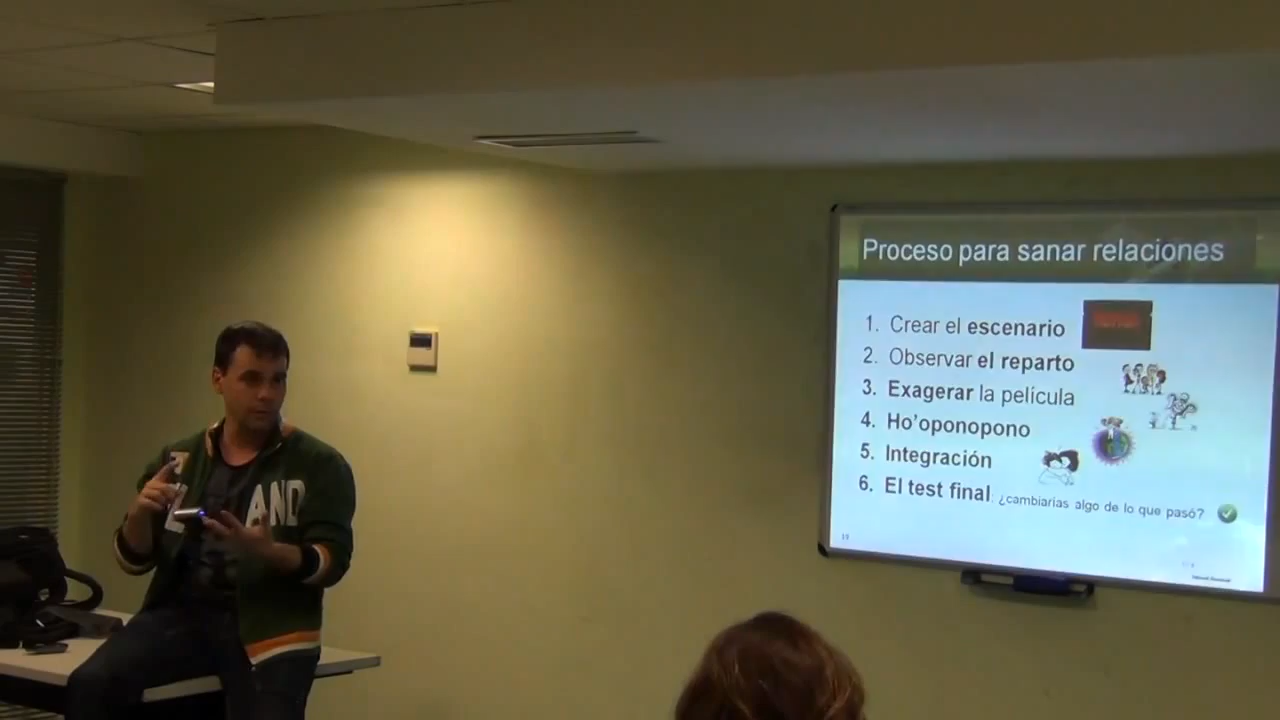 Proceso para sanar relaciones
1. Crear el escenario
2. Observar el reparto
3. Exagerar la película
4. Ho'oponopono
5. Integración
6. El test final: ¿cambiarías algo de lo que pasó?
AND